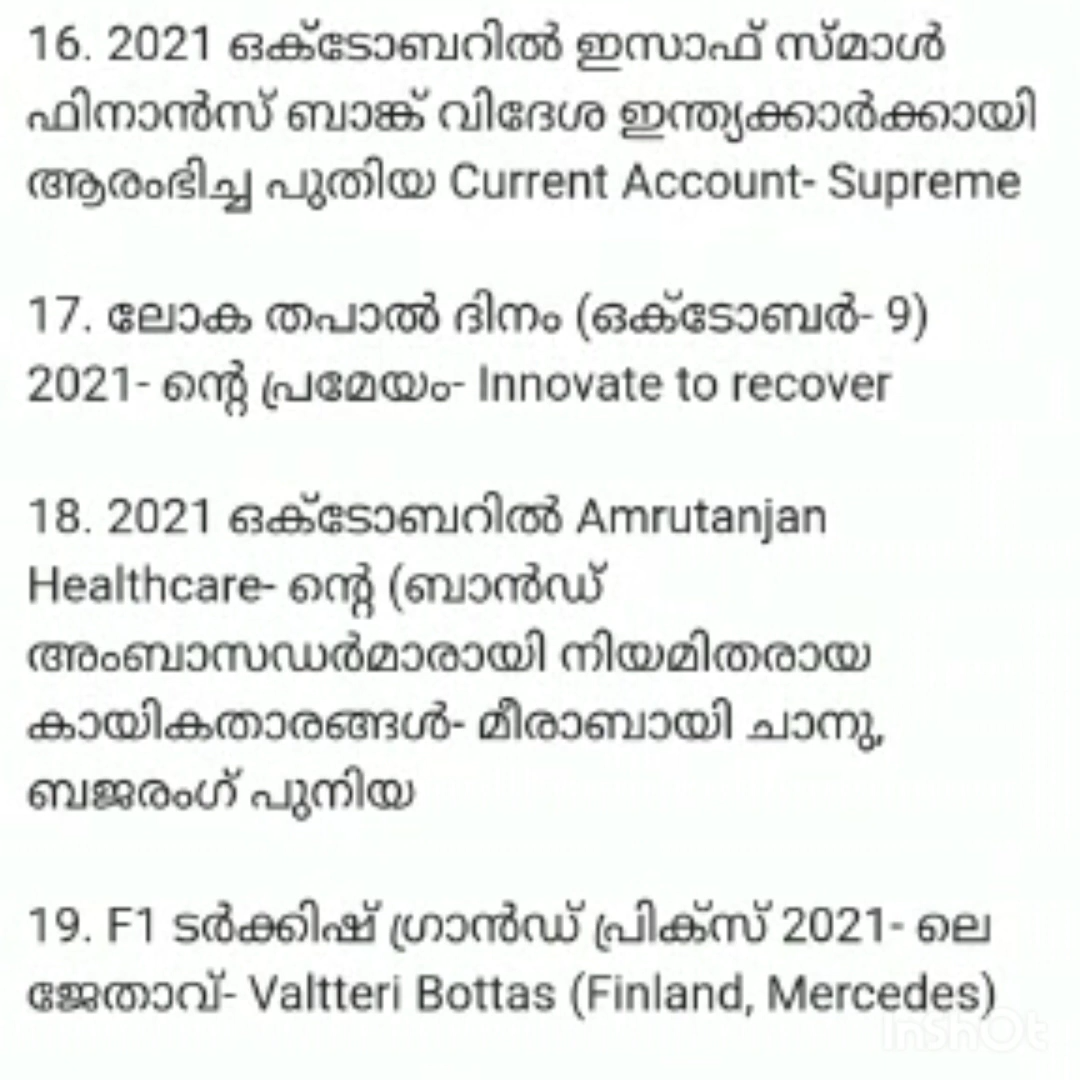 16. 2021 ഒക്ടോബറിൽ ഇസാഫ് സ്മാൾ
ഫിനാൻസ് ബാങ്ക് വിദേശ ഇന്ത്യക്കാർക്കായി
ആരംഭിച്ച പുതിയ Current Account- Supreme
17. ലോക തപാൽ ദിനം (ഒക്ടോബർ- 9)
2021- ന്റെ പ്രമേയം- Innovate to recover
18. 2021 ഒക്ടോബറിൽ Amrutanjan
Healthcare- ന്റെ (ബാൻഡ്
അംബാസഡർമാരായി നിയമിതരായ
കായികതാരങ്ങൾ- മീരാബായി ചാനു,
ബജരംഗ് പുനിയ
19. F1 ടർക്കിഷ് ഗ്രാൻഡ് പ്രിക്സ് 2021- ലെ
ജേതാവ്- Valtteri Bottas (Finland, Mercedes)
InshOt